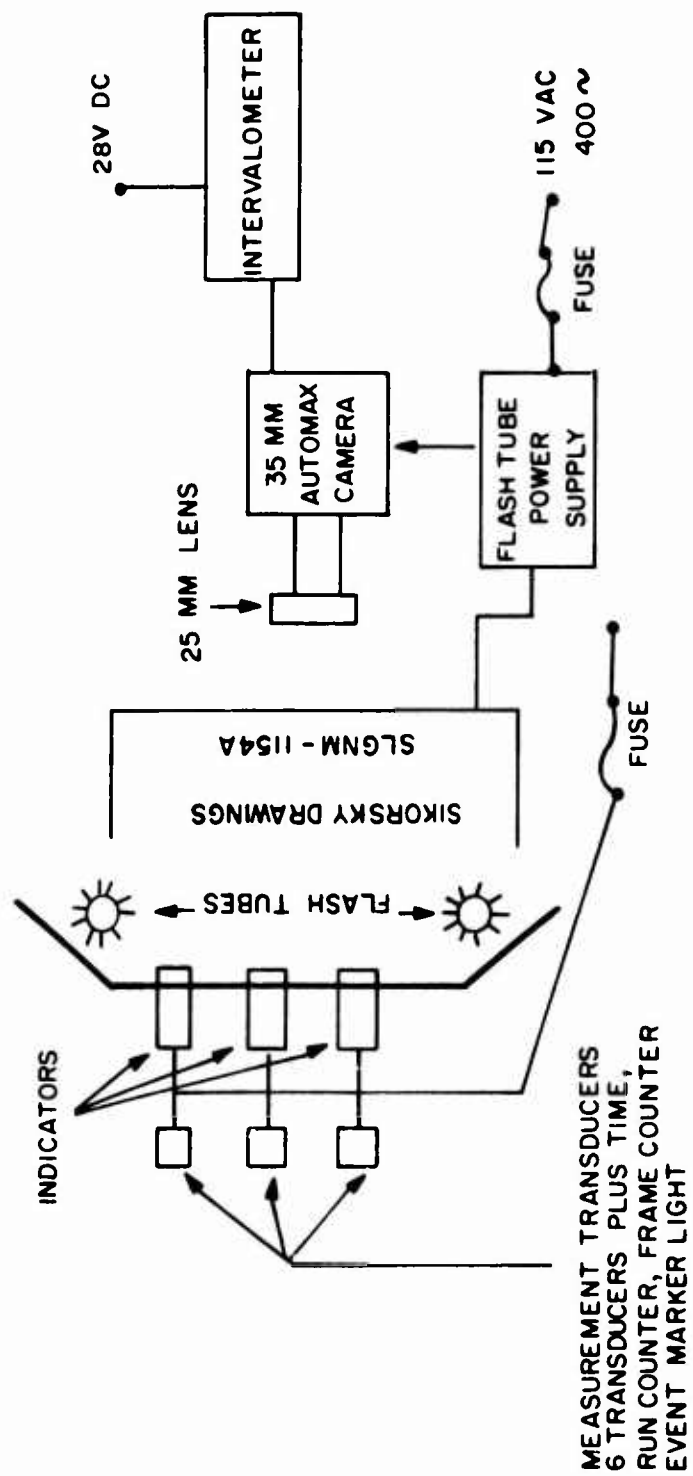 28V DC
INTERVALOMETER
35 MM
AUTOMAX
CAMERA
25 MM LENS
115 VAC
400 ~
FUSE
FLASH TUBE
POWER
SUPPLY
SLGNM-1154A
SIKORSKY DRAWINGS
FLASH TUBES
FUSE
INDICATORS
MEASUREMENT TRANSDUCERS
6 TRANSDUCERS PLUS TIME,
RUN COUNTER, FRAME COUNTER
EVENT MARKER LIGHT